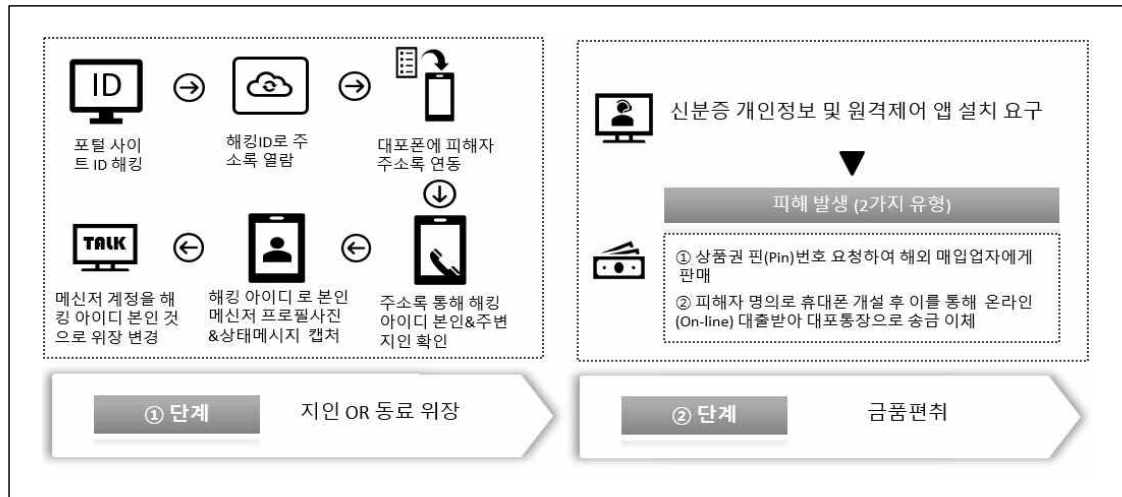 ID
포털 사이
트 ID 해킹
해킹ID로 주
소록 열람
대포폰에 피해자
주소록 연동
TALK
메신저 계정을 해
킹 아이디 본인 것
으로 위장 변경
해킹 아이디 로 본인
메신저 프로필사진
&상태메시지 캡처
주소록 통해 해킹
아이디 본인&주변
지인 확인
① 단계
지인 OR 동료 위장
신분증 개인정보 및 원격제어 앱 설치 요구
피해 발생 (2가지 유형)
① 상품권 핀(Pin)번호 요청하여 해외 매입업자에게
판매
② 피해자 명의로 휴대폰 개설 후 이를 통해 온라인
(On-line) 대출받아 대포통장으로 송금 이체
② 단계
금품편취